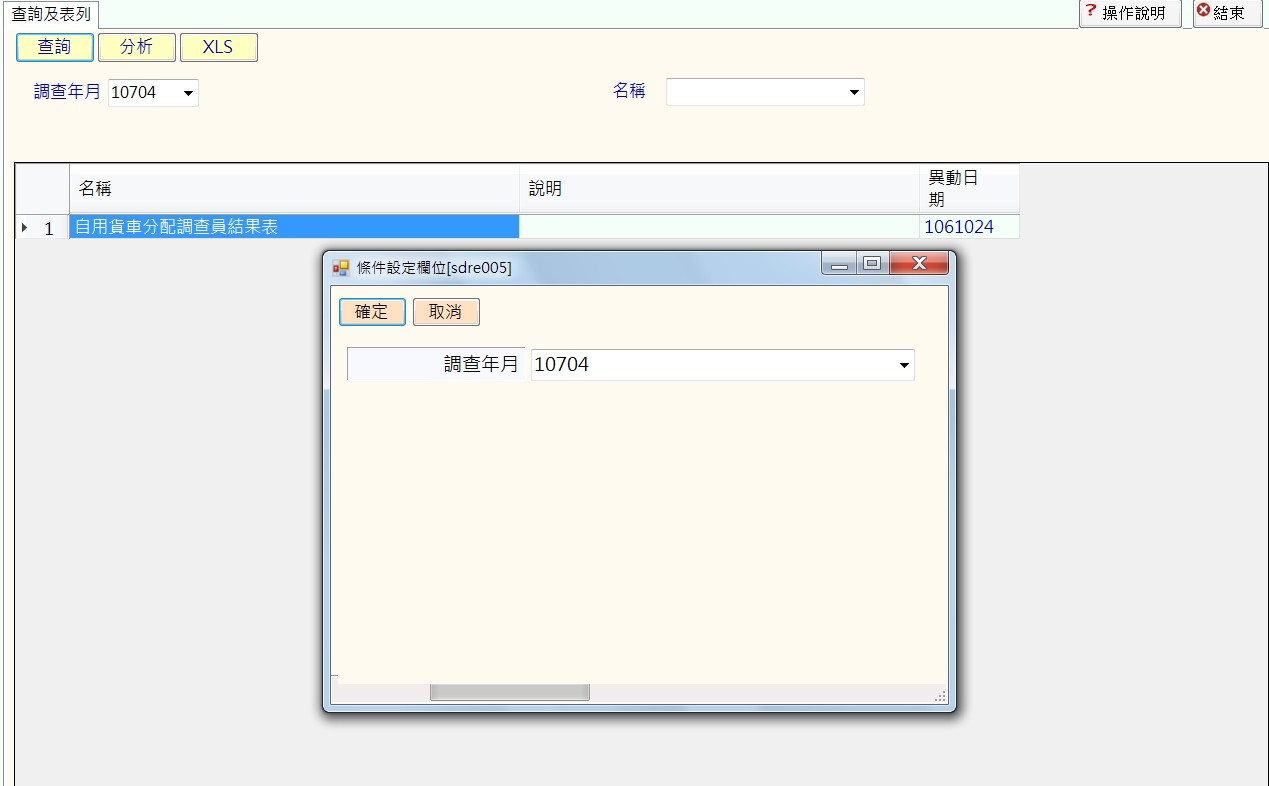 查詢及表列
? 操作說明
結束
查詢
分析
XLS
調查年月 10704
名稱
名稱
說明
異動日
期
1
自用貨車分配調查員結果表
1061024
條件設定欄位[sdre005]
確定
取消
調查年月
10704